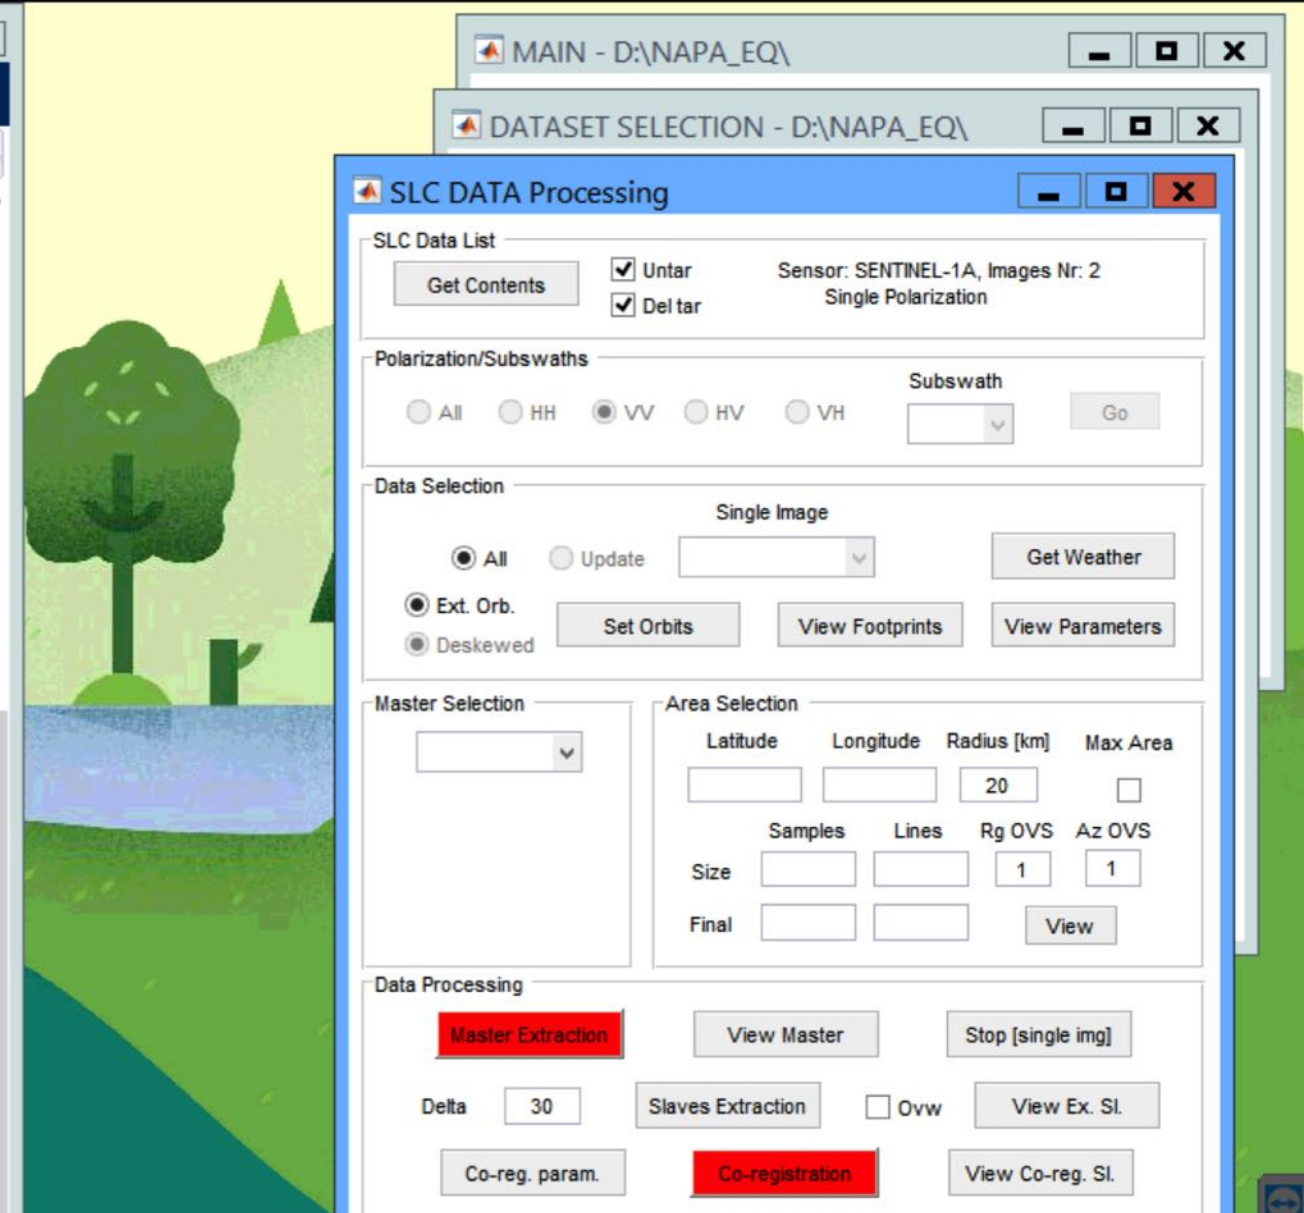 MAIN - D:\NAPA_EQ\
DATASET SELECTION - D:\NAPA_EQ\
SLC DATA Processing
SLC Data List
Get Contents
Untar
Del tar
Sensor: SENTINEL-1A, Images Nr: 2
Single Polarization
Polarization/Subswaths
Subswath
All HH VV HV VH
Go
Data Selection
Single Image
All Update
Get Weather
Ext. Orb.
Deskewed
Set Orbits View Footprints View Parameters
Master Selection
Area Selection
Latitude Longitude Radius [km] Max Area
20
Samples Lines Rg OVS Az OVS
Size 1 1
Final View
Data Processing
Master Extraction View Master Stop [single img]
Delta 30 Slaves Extraction Ovw View Ex. Sl.
Co-reg. param. Co-registration View Co-reg. Sl.